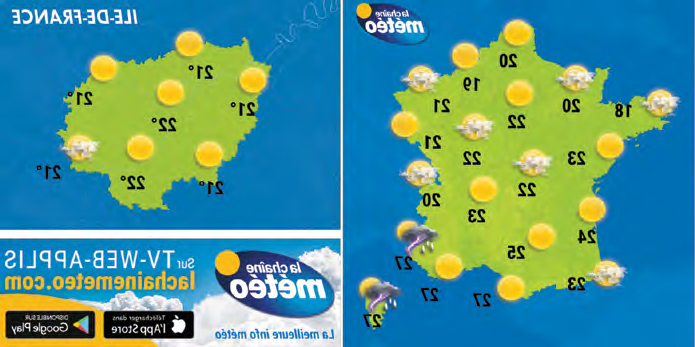 ILE-DE-FRANCE
21°
21°
21°
22°
21°
22°
21°
la chaîne
météo
20
19
21
20
18
22
21
22
23
20
22
23
24
25
27
27
27
23
27
Sur TV-WEB-APPLIS
lachainemeteo.com
la chaîne
météo
La meilleure info météo
Télécharger dans
l'App Store
DISPONIBLE SUR
Google Play